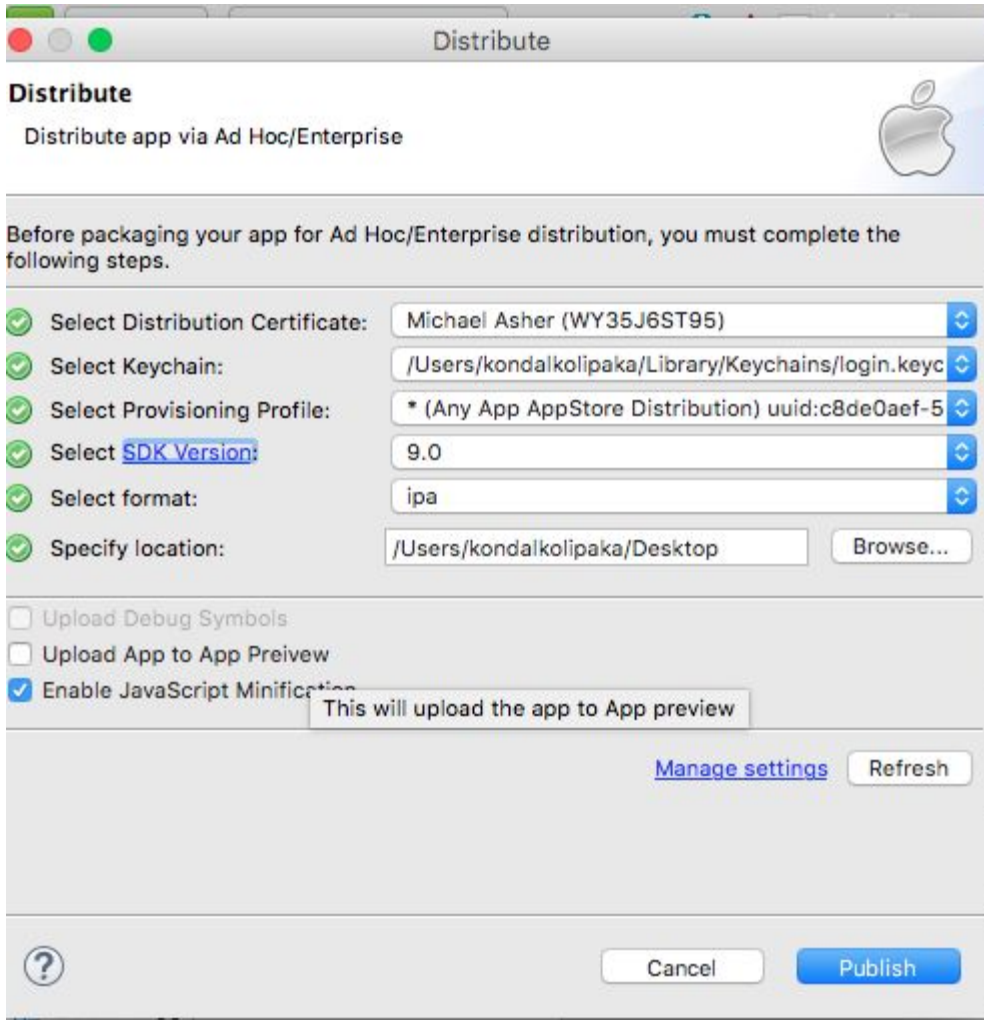 Distribute
Distribute
Distribute app via Ad Hoc/Enterprise
Before packaging your app for Ad Hoc/Enterprise distribution, you must complete the
following steps.
Select Distribution Certificate: Michael Asher (WY35J6ST95)
Select Keychain: /Users/kondalkolipaka/Library/Keychains/login.keyc
Select Provisioning Profile: * (Any App AppStore Distribution) uuid:c8de0aef-5
Select SDK Version: 9.0
Select format: ipa
Specify location: /Users/kondalkolipaka/Desktop Browse...
Upload Debug Symbols
Upload App to App Preivew
Enable JavaScript Minification
This will upload the app to App preview
Manage settings Refresh
? Cancel Publish